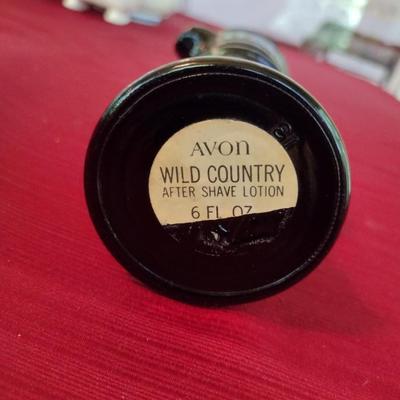 AVON
WILD COUNTRY
AFTER SHAVE LOTION
6 FL OZ